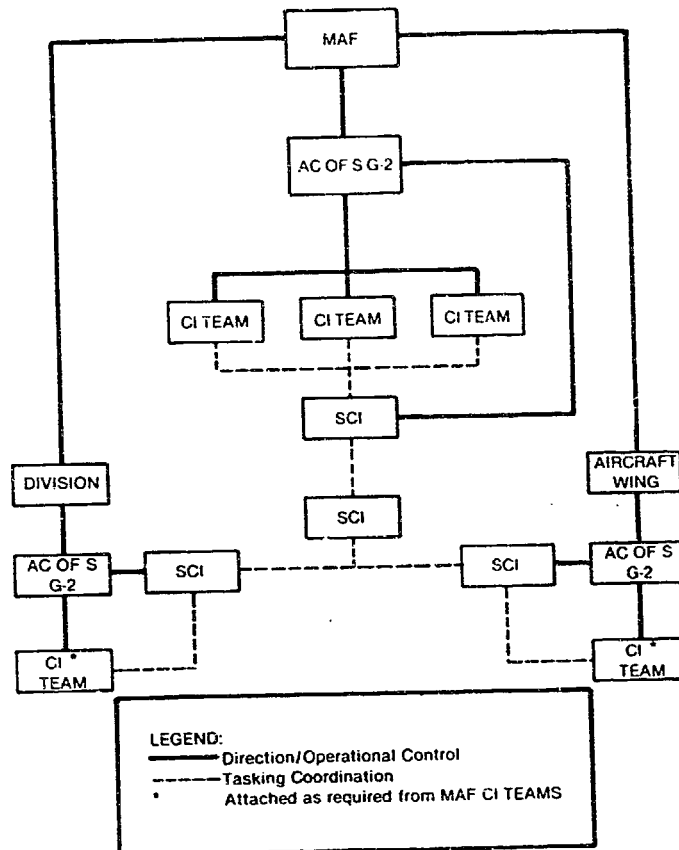 MAF
AC OF S G-2
CI TEAM
CI TEAM
CI TEAM
SCI
DIVISION
AIRCRAFT
WING
SCI
AC OF S
G-2
SCI
SCI
AC OF S
G-2
CI *
TEAM
CI *
TEAM
LEGEND:
Direction/Operational Control
Tasking Coordination
* Attached as required from MAF CI TEAMS